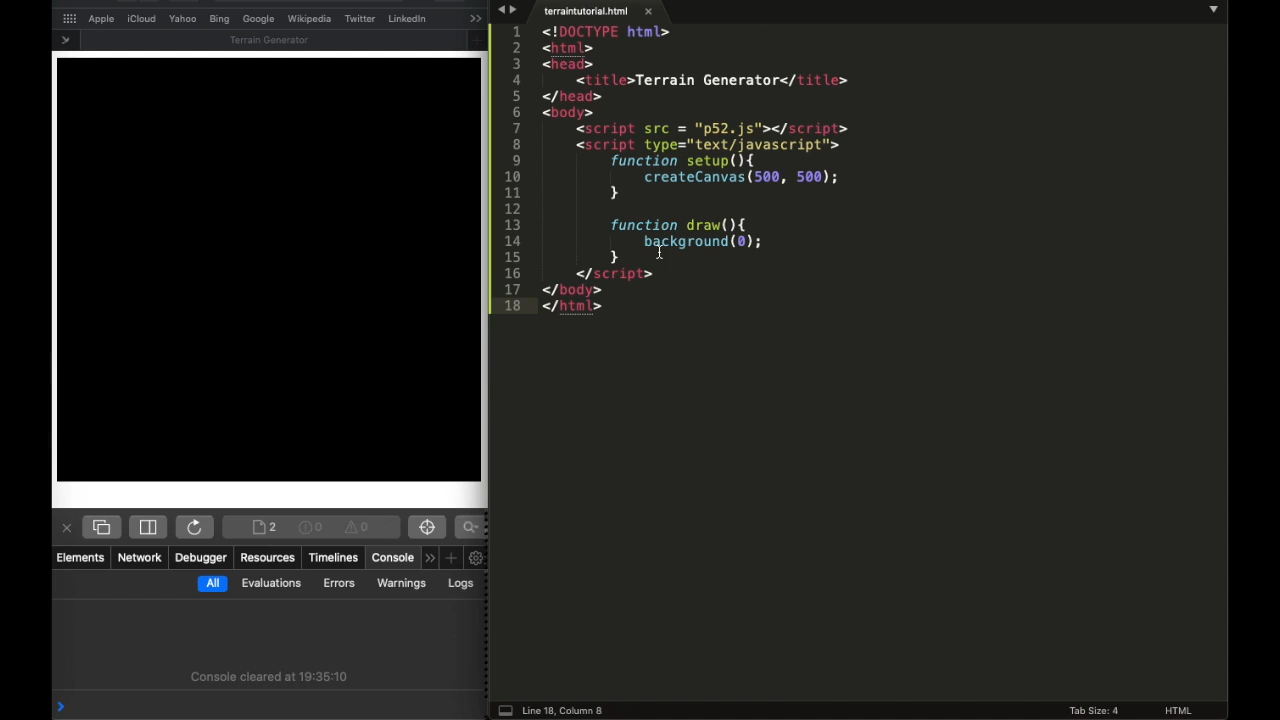 Apple iCloud Yahoo Bing Google Wikipedia Twitter LinkedIn >>
Terrain Generator
2 0 0
Elements Network Debugger Resources Timelines Console >> +
All Evaluations Errors Warnings Logs
Console cleared at 19:35:10
>
terraintutorial.html ×
1 <!DOCTYPE html>
2 <html>
3 <head>
4 <title>Terrain Generator</title>
5 </head>
6 <body>
7 <script src = "p52.js"></script>
8 <script type="text/javascript">
9 function setup(){
10 createCanvas(500, 500);
11 }
12
13 function draw(){
14 background(0);
15 }
16 </script>
17 </body>
18 </html>
Line 18, Column 8
Tab Size: 4
HTML